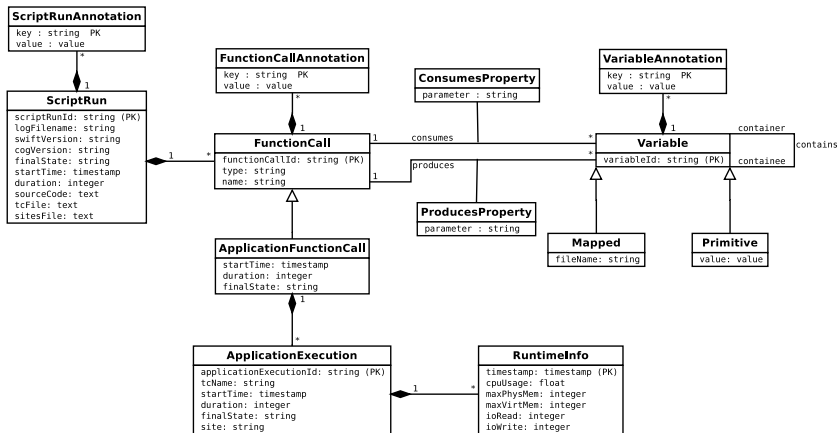 ScriptRunAnnotation
key : string PK
value : value
*
1
ScriptRun
scriptRunId: string (PK)
logFilename: string
swiftVersion: string
cogVersion: string
finalState: string
startTime: timestamp
duration: integer
sourceCode: text
tcFile: text
sitesFile: text
1
*
FunctionCallAnnotation
key : string PK
value : value
*
1
FunctionCall
functionCallId: string (PK)
type: string
name: string
1
consumes
*
1
produces
*
ConsumesProperty
parameter : string
ProducesProperty
parameter : string
VariableAnnotation
key : string PK
value : value
*
1
Variable
variableId: string (PK)
container
contains
containee
Mapped
fileName: string
Primitive
value: value
ApplicationFunctionCall
startTime: timestamp
duration: integer
finalState: string
1
*
ApplicationExecution
applicationExecutionId: string (PK)
tcName: string
startTime: timestamp
duration: integer
finalState: string
site: string
1
*
RuntimeInfo
timestamp: timestamp (PK)
cpuUsage: float
maxPhysMem: integer
maxVirtMem: integer
ioRead: integer
ioWrite: integer